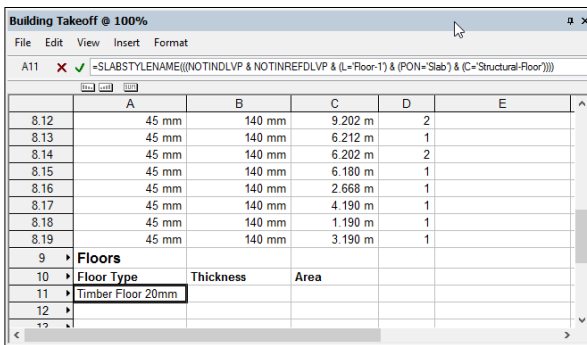 Building Takeoff @ 100%
File Edit View Insert Format
A11 =SLABSTYLENAME(((NOTINDLVP & NOTINREFDLVP & (L='Floor-1') & (PON='Slab') & (C='Structural-Floor'))))
A B C D E
8.12 45 mm 140 mm 9.202 m 2
8.13 45 mm 140 mm 6.212 m 1
8.14 45 mm 140 mm 6.202 m 2
8.15 45 mm 140 mm 6.180 m 1
8.16 45 mm 140 mm 2.668 m 1
8.17 45 mm 140 mm 4.190 m 1
8.18 45 mm 140 mm 1.190 m 1
8.19 45 mm 140 mm 3.190 m 1
9 Floors
10 Floor Type Thickness Area
11 Timber Floor 20mm
12
13